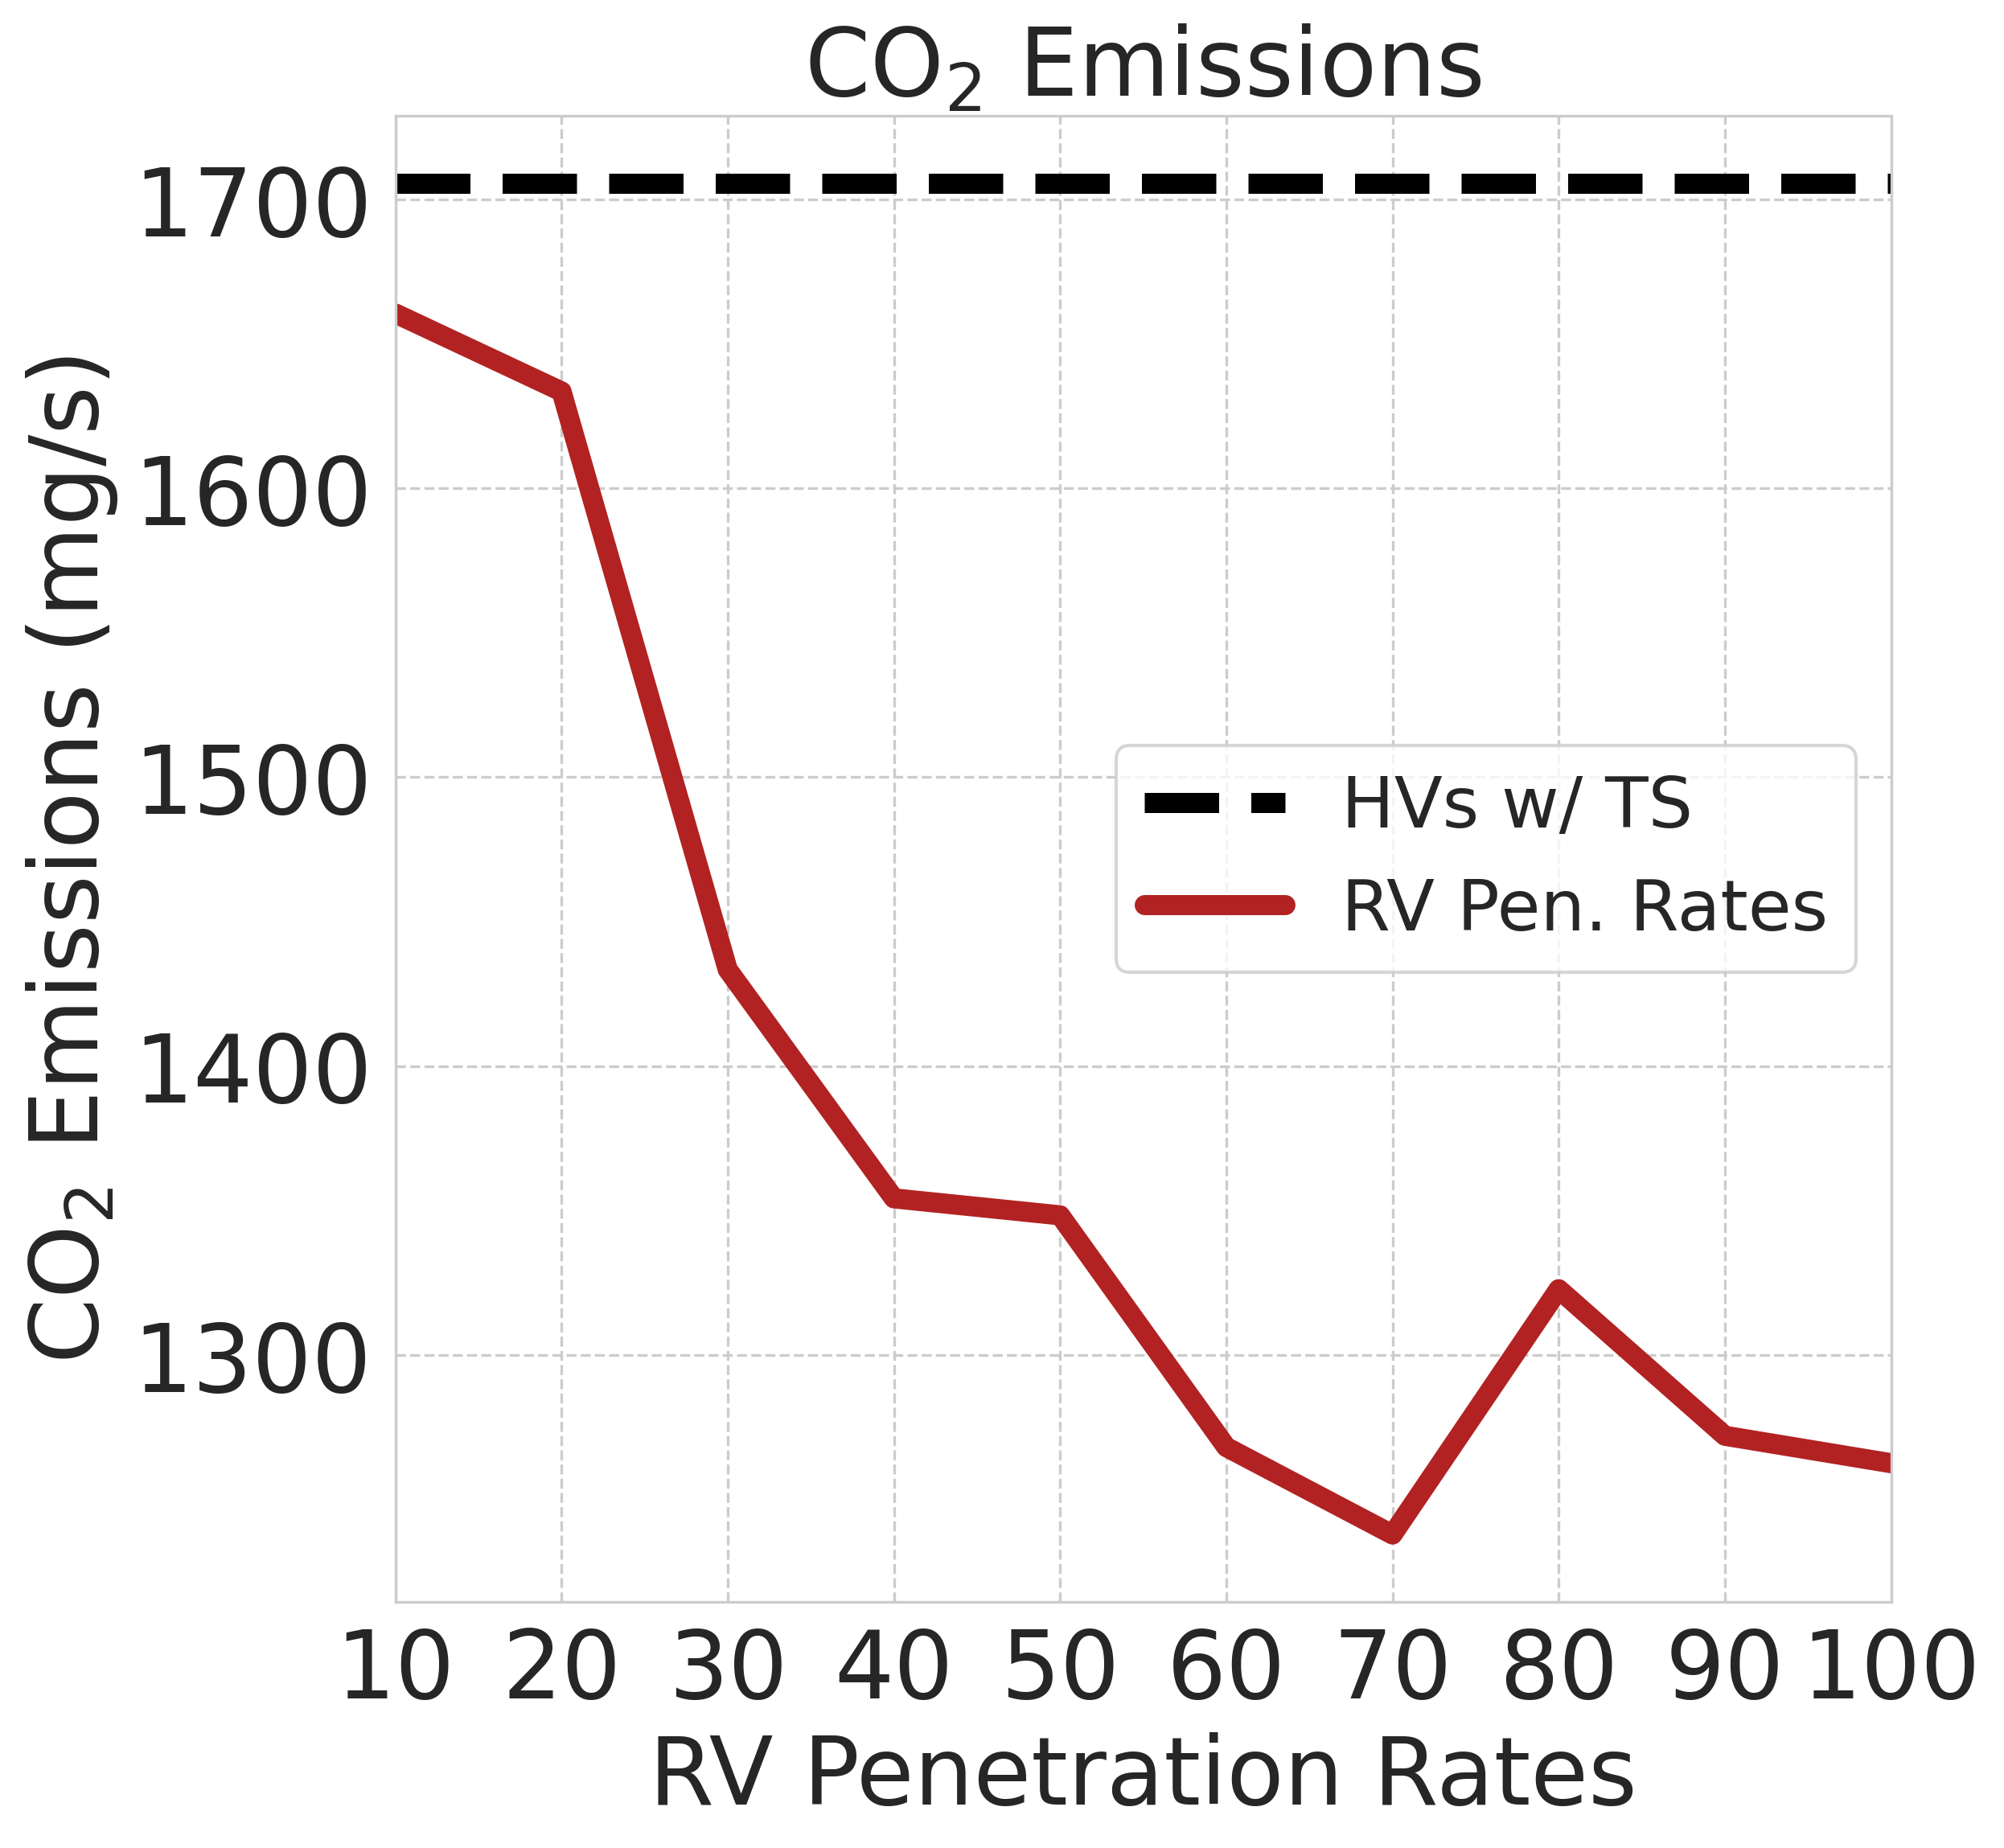 CO₂ Emissions
CO₂ Emissions (mg/s)
1700
1600
1500
1400
1300
HVs w/ TS
RV Pen. Rates
10 20 30 40 50 60 70 80 90 100
RV Penetration Rates